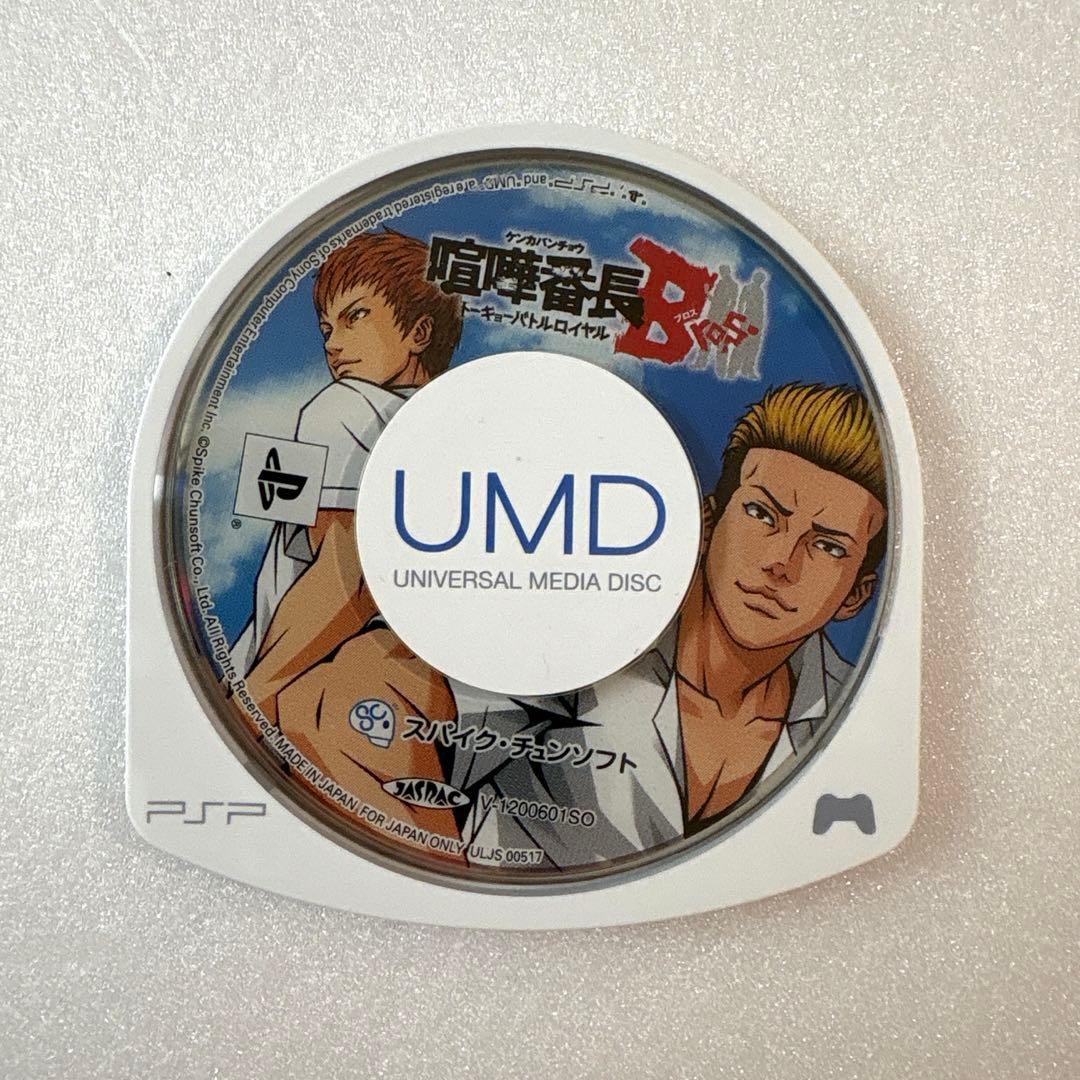 ケンカバンチョウ
喧嘩番長
Bros.
ブロス
トーキョーバトルロイヤル
UMD
UNIVERSAL MEDIA DISC
スパイク・チュンソフト
JASRAC
V-1200601SO
PSP
®
" ", "PSP" and "UMD" are registered trademarks of Sony Computer Entertainment Inc. ©Spike Chunsoft Co., Ltd. All Rights Reserved. MADE IN JAPAN FOR JAPAN ONLY ULJS 00517